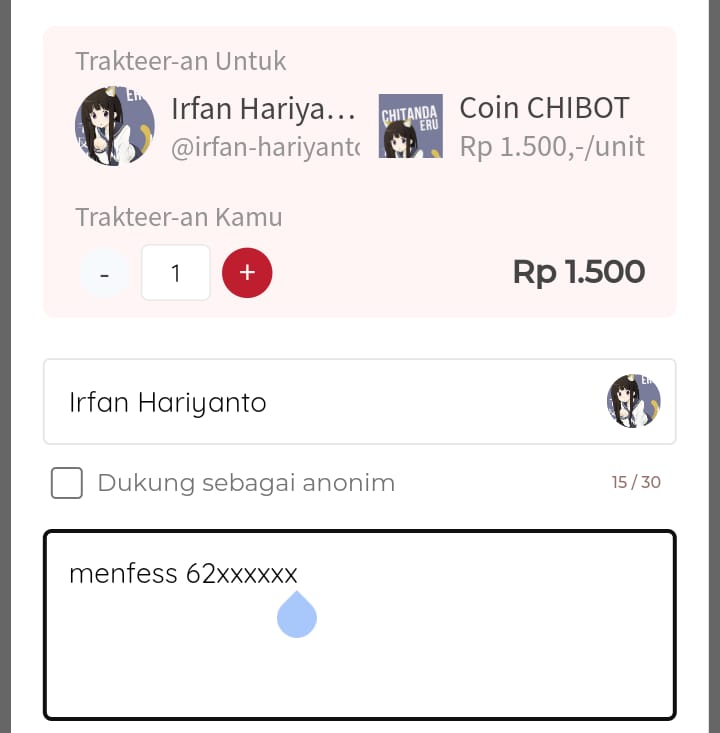 Trakteer-an Untuk
Irfan Hariya...
@irfan-hariyanto
CHITANDA
ERU
Coin CHIBOT
Rp 1.500,-/unit
Trakteer-an Kamu
- 1 +
Rp 1.500
Irfan Hariyanto
Dukung sebagai anonim
15 / 30
menfess 62xxxxxx